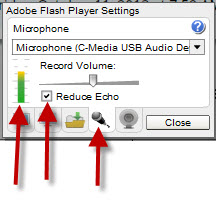 Adobe Flash Player Settings
Microphone
?
Microphone (C-Media USB Audio De
Record Volume:
Reduce Echo
Close